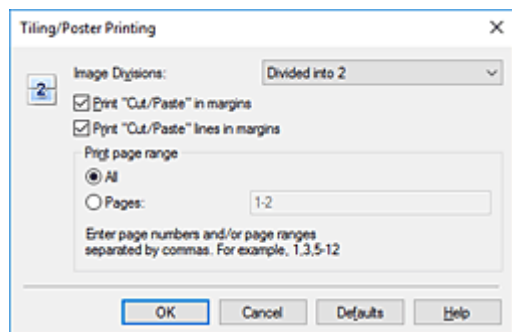 Tiling/Poster Printing
Image Divisions: Divided into 2
2
Print "Cut/Paste" in margins
Print "Cut/Paste" lines in margins
Print page range
All
Pages: 1-2
Enter page numbers and/or page ranges
separated by commas. For example, 1,3,5-12
OK Cancel Defaults Help